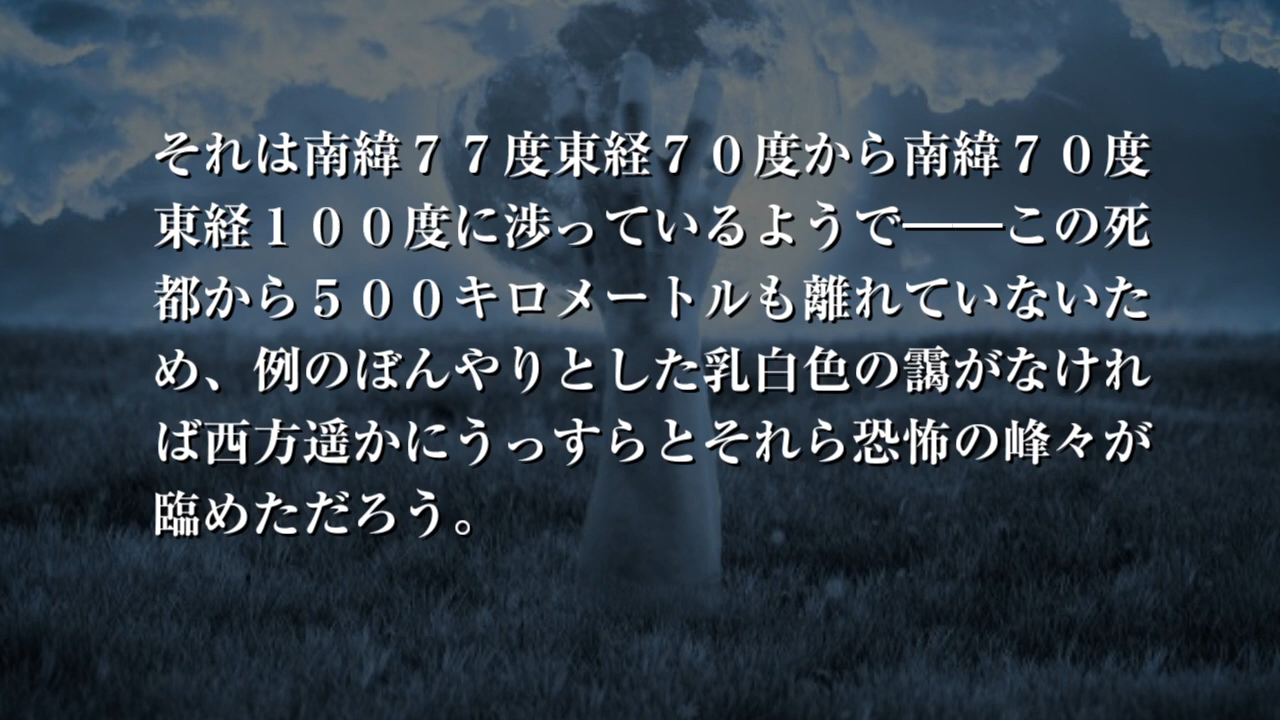 それは南緯７７度東経７０度から南緯７０度
東経１００度に渉っているようで――この死
都から５００キロメートルも離れていないた
め、例のぼんやりとした乳白色の靄がなけれ
ば西方遥かにうっすらとそれら恐怖の峰々が
臨めただだろう。